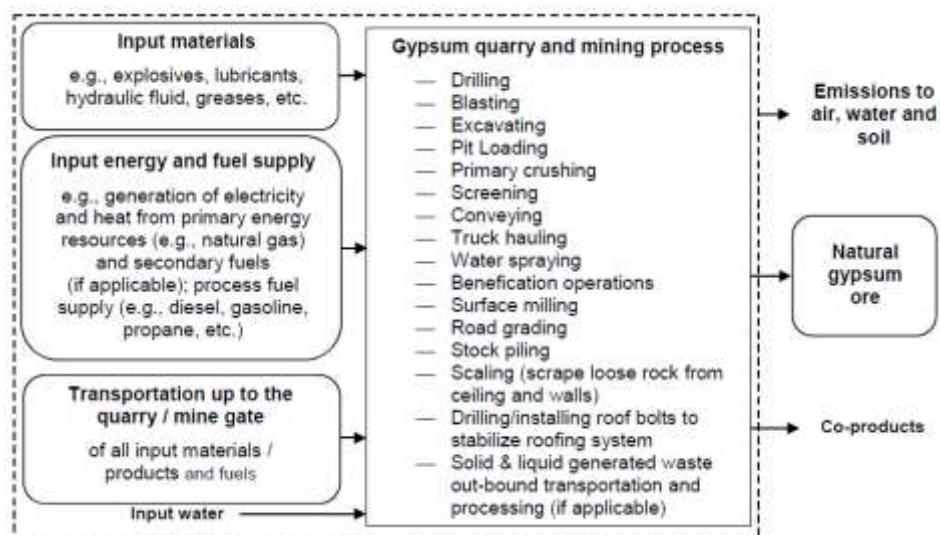 Input materials
e.g., explosives, lubricants,
hydraulic fluid, greases, etc.
Input energy and fuel supply
e.g., generation of electricity
and heat from primary energy
resources (e.g., natural gas)
and secondary fuels
(if applicable); process fuel
supply (e.g., diesel, gasoline,
propane, etc.)
Transportation up to the
quarry / mine gate
of all input materials /
products and fuels
Input water
Gypsum quarry and mining process
— Drilling
— Blasting
— Excavating
— Pit Loading
— Primary crushing
— Screening
— Conveying
— Truck hauling
— Water spraying
— Benefication operations
— Surface milling
— Road grading
— Stock piling
— Scaling (scrape loose rock from
ceiling and walls)
— Drilling/installing roof bolts to
stabilize roofing system
— Solid & liquid generated waste
out-bound transportation and
processing (if applicable)
Emissions to
air, water and
soil
Natural
gypsum
ore
Co-products